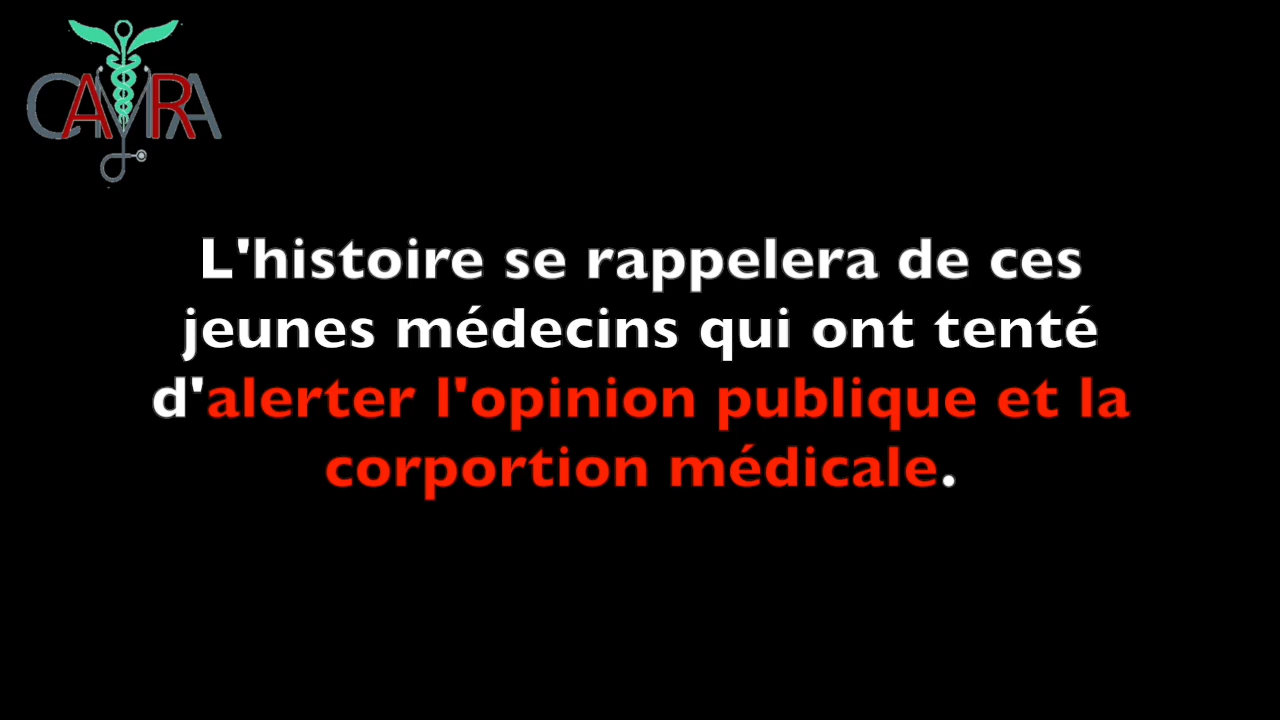 CAMRA
L'histoire se rappelera de ces
jeunes médecins qui ont tenté
d'alerter l'opinion publique et la
corportion médicale.